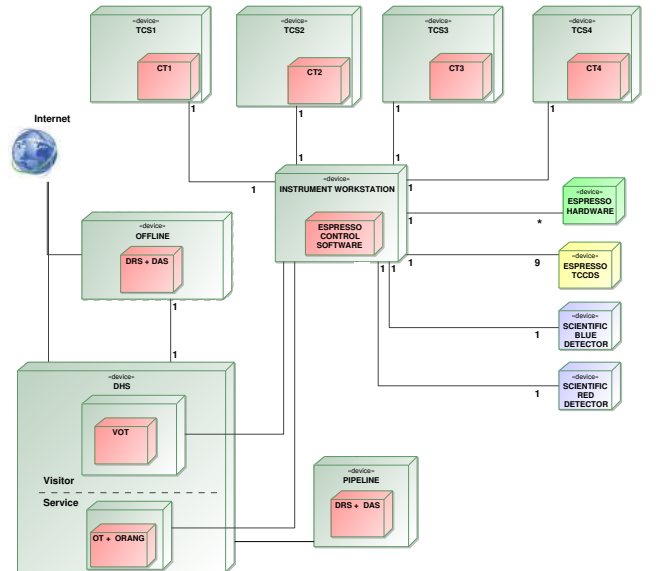 «device»
TCS1
CT1
«device»
TCS2
CT2
«device»
TCS3
CT3
«device»
TCS4
CT4
1
1
1
1
Internet
1
1
1
1
«device»
INSTRUMENT WORKSTATION
ESPRESSO
CONTROL
SOFTWARE
«device»
ESPRESSO
HARDWARE
1
*
«device»
ESPRESSO
TCCDS
1
9
1
1
«device»
SCIENTIFIC
BLUE
DETECTOR
1
«device»
SCIENTIFIC
RED
DETECTOR
1
«device»
OFFLINE
DRS + DAS
1
1
«device»
DHS
VOT
Visitor
Service
OT + ORANG
«device»
PIPELINE
DRS + DAS